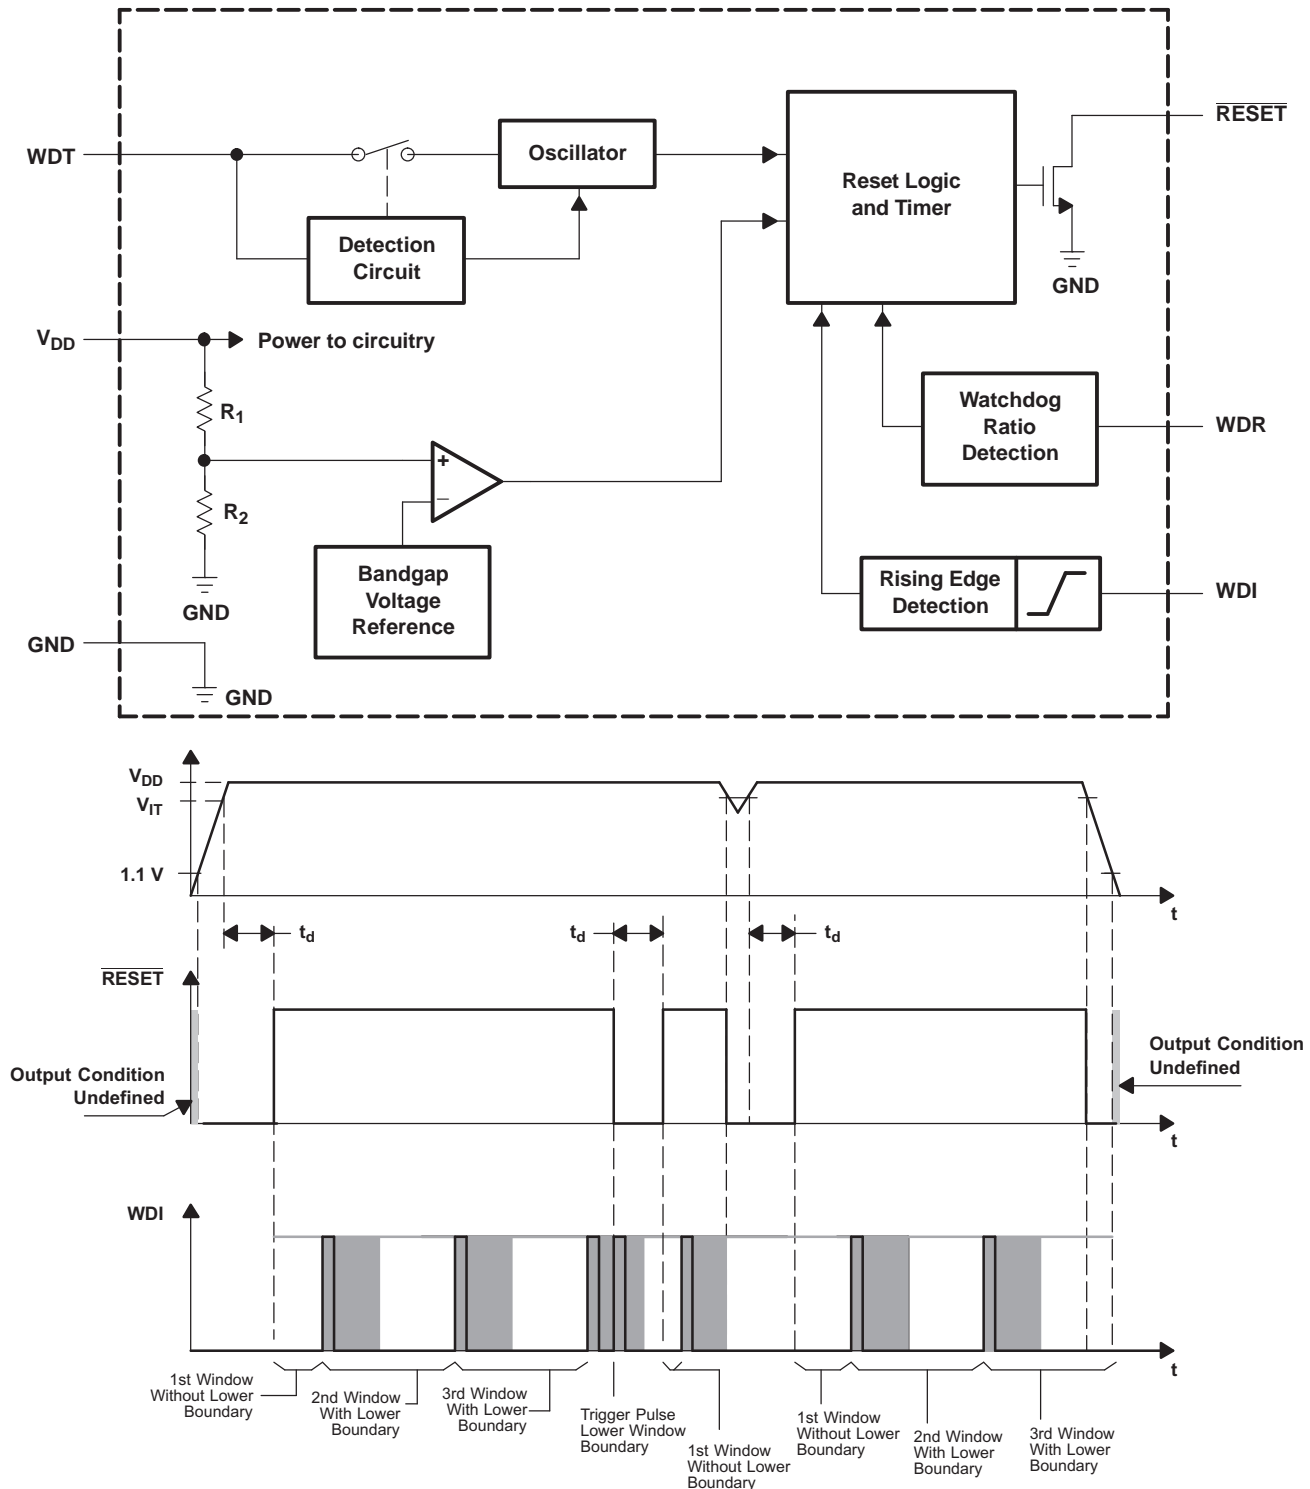 RESET
WDT
Oscillator
Reset Logic
and Timer
Detection
Circuit
GND
VDD
Power to circuitry
R1
Watchdog
Ratio
Detection
WDR
+
–
R2
Bandgap
Voltage
Reference
Rising Edge
Detection
WDI
GND
GND
GND
VDD
VIT
1.1 V
t
td
td
td
RESET
Output Condition
Undefined
Output Condition
Undefined
t
WDI
t
1st Window
Without Lower
Boundary
2nd Window
With Lower
Boundary
3rd Window
With Lower
Boundary
Trigger Pulse
Lower Window
Boundary
1st Window
Without Lower
Boundary
1st Window
Without Lower
Boundary
2nd Window
With Lower
Boundary
3rd Window
With Lower
Boundary